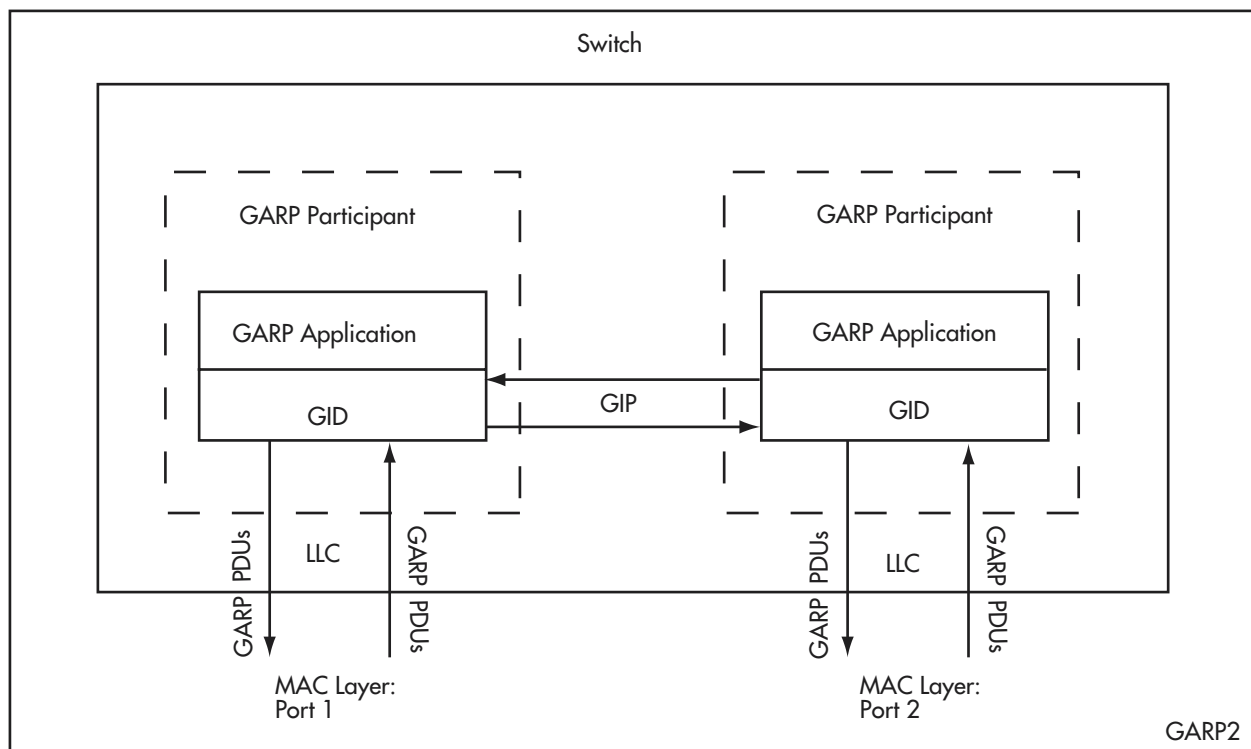 Switch
GARP Participant
GARP Participant
GARP Application
GARP Application
GID
GIP
GID
GARP PDUs
LLC
GARP PDUs
GARP PDUs
LLC
GARP PDUs
MAC Layer:
Port 1
MAC Layer:
Port 2
GARP2